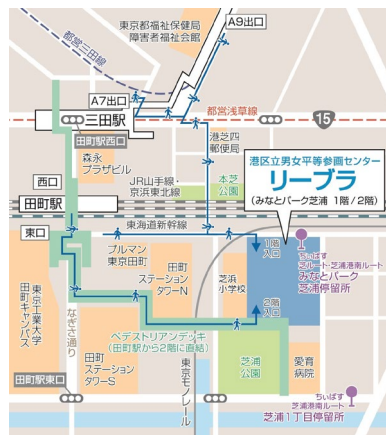 東京都福祉保健局
障害者福祉会館
A9出口
都営三田線
A7出口
都営浅草線
15
三田駅
田町駅西口
港芝四
郵便局
港区立男女平等参画センター
リーブラ
(みなとパーク芝浦 1階/2階)
森永
プラザビル
JR山手線・
京浜東北線
本芝
公園
西口
田町駅
東海道新幹線
東口
1階
入口
ちぃばす
芝ルート・芝浦港南ルート
みなとパーク
芝浦停留所
プルマン
東京田町
田町
ステーション
タワーN
芝浜
小学校
2階
入口
東京工業大学
田町キャンパス
なぎさ通り
ペデストリアンデッキ
(田町駅から2階に直結)
田町
ステーション
タワーS
東京モノレール
芝浦
公園
愛育
病院
田町駅東口
ちぃばす
芝浦港南ルート
芝浦1丁目停留所